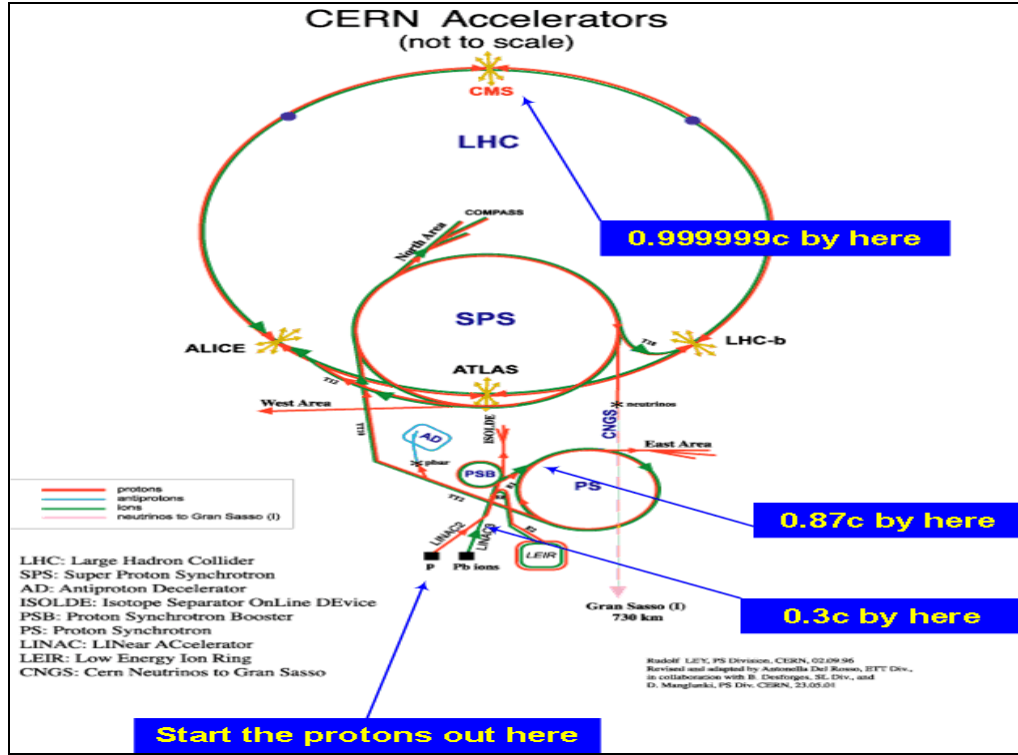 CERN Accelerators
(not to scale)
CMS
LHC
0.999999c by here
COMPASS
North Area
SPS
ALICE
LHC-b
TI8
ATLAS
TI2
West Area
neutrinos
CNGS
ISOLDE
East Area
AD
pbar
PSB
PS
TT2
0.87c by here
protons
antiprotons
ions
neutrinos to Gran Sasso (I)
LINAC2
LINAC3
E2
LEIR
P
Pb ions
Gran Sasso (I)
730 km
0.3c by here
LHC: Large Hadron Collider
SPS: Super Proton Synchrotron
AD: Antiproton Decelerator
ISOLDE: Isotope Separator OnLine DEvice
PSB: Proton Synchrotron Booster
PS: Proton Synchrotron
LINAC: LINear ACcelerator
LEIR: Low Energy Ion Ring
CNGS: Cern Neutrinos to Gran Sasso
Rudolf LEY, PS Division, CERN, 02.09.96
Revised and adapted by Antonella Del Rosso, ETT Div.,
in collaboration with B. Desforges, SL Div., and
D. Manglunki, PS Div. CERN, 23.05.01
Start the protons out here